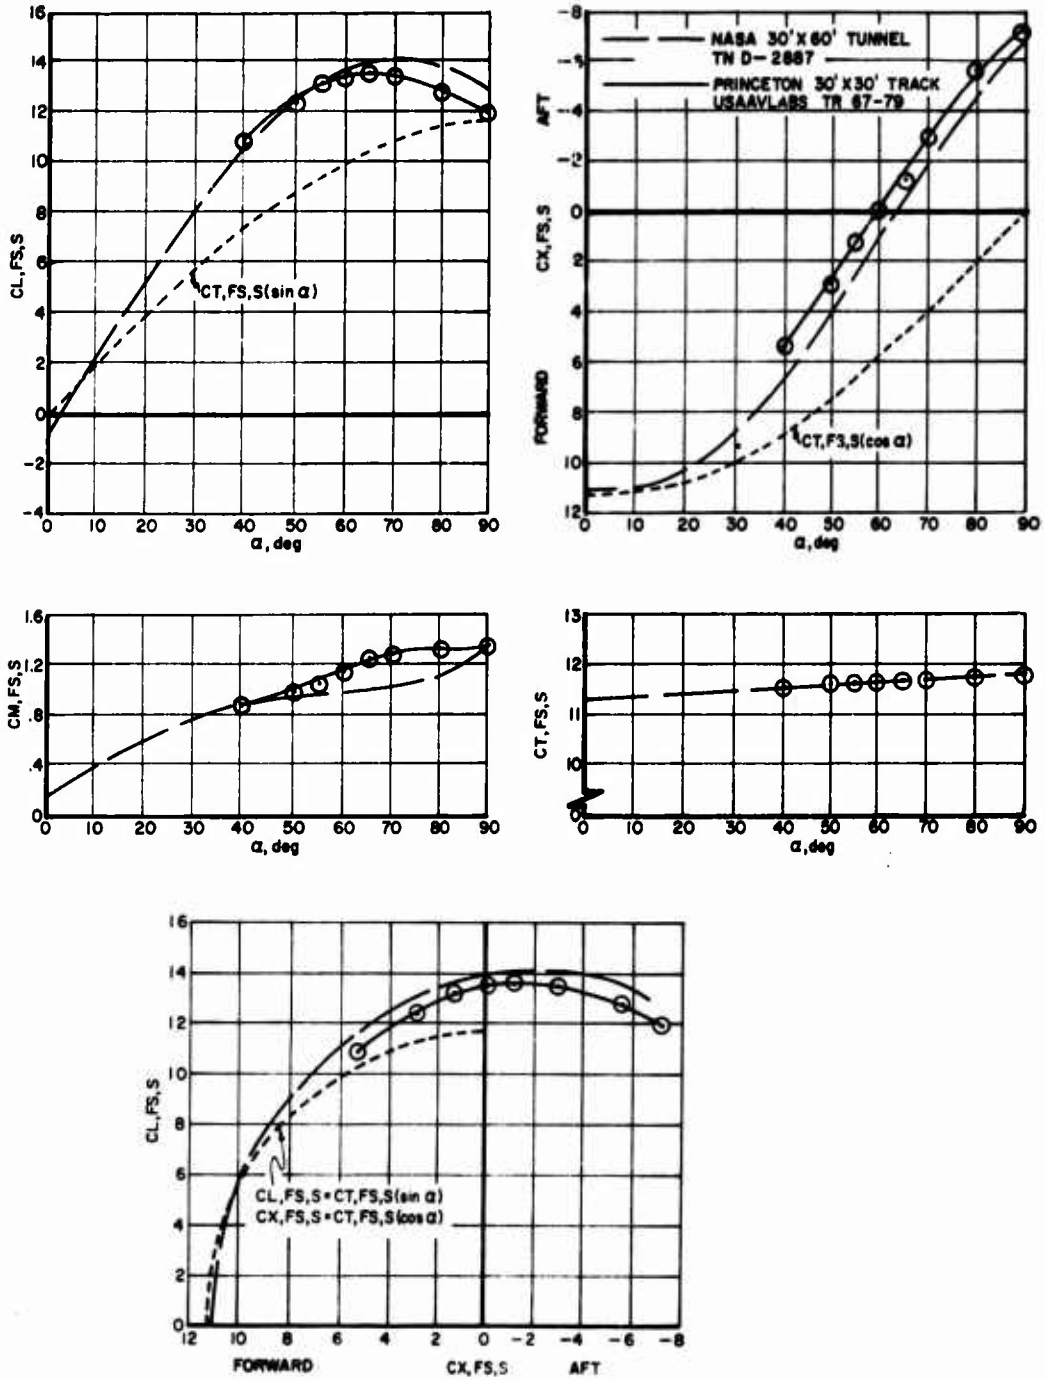 16
14
12
10
8
6
4
2
0
-2
-4
CL,FS,S
CT,FS,S(sin α)
0 10 20 30 40 50 60 70 80 90
α, deg
-8
-6
-4
-2
0
2
4
6
8
10
12
AFT
CX,FS,S
FORWARD
NASA 30'X60' TUNNEL
TN D-2887
PRINCETON 30'X30' TRACK
USAAVLABS TR 67-79
CT,FS,S(cos α)
0 10 20 30 40 50 60 70 80 90
α, deg
1.6
1.2
.8
.4
0
CM,FS,S
0 10 20 30 40 50 60 70 80 90
α, deg
13
12
11
10
0
CT,FS,S
0 10 20 30 40 50 60 70 80 90
α, deg
16
14
12
10
8
6
4
2
0
CL,FS,S
CL,FS,S=CT,FS,S(sin α)
CX,FS,S=CT,FS,S(cos α)
12 10 8 6 4 2 0 -2 -4 -6 -8
FORWARD CX,FS,S AFT